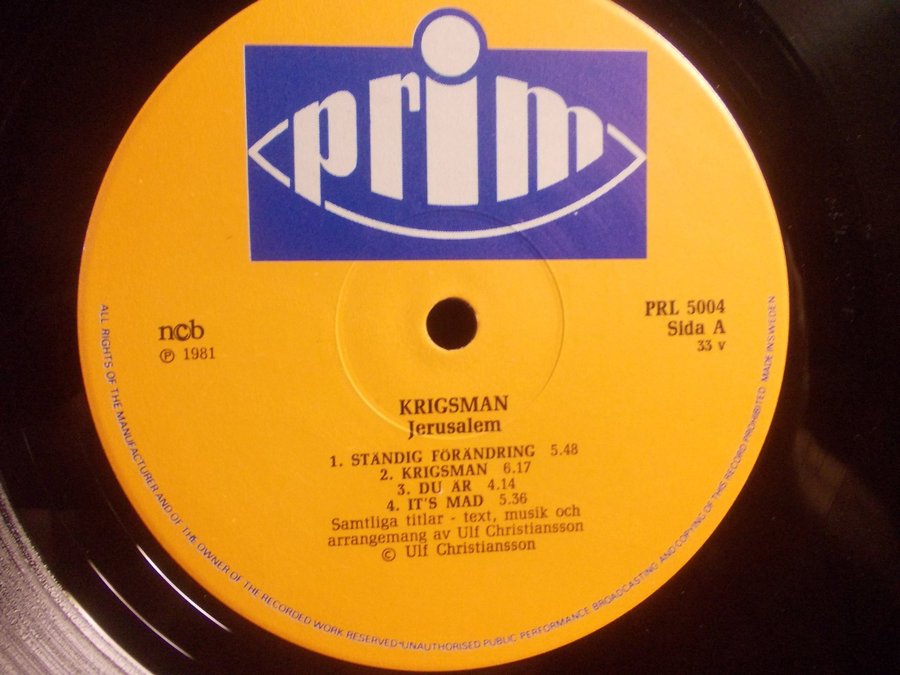 prim
ncb
℗ 1981
PRL 5004
Sida A
33 v
KRIGSMAN
Jerusalem
1. STÄNDIG FÖRÄNDRING 5.48
2. KRIGSMAN 6.17
3. DU ÄR 4.14
4. IT'S MAD 5.36
Samtliga titlar - text, musik och
arrangemang av Ulf Christiansson
© Ulf Christiansson
ALL RIGHTS OF THE MANUFACTURER AND OF THE OWNER OF THE RECORDED WORK RESERVED·UNAUTHORISED PUBLIC PERFORMANCE BROADCASTING AND COPYING OF THIS RECORD PROHIBITED MADE IN SWEDEN